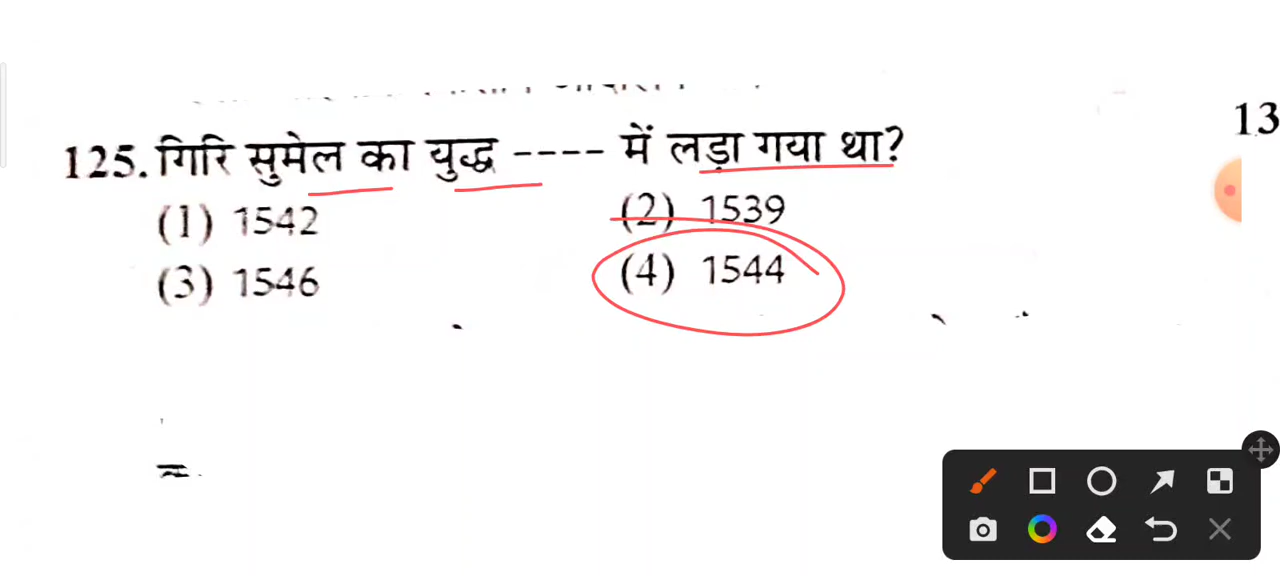 13
125. गिरि सुमेल का युद्ध ---- में लड़ा गया था?
(1) 1542 (2) 1539
(3) 1546 (4) 1544